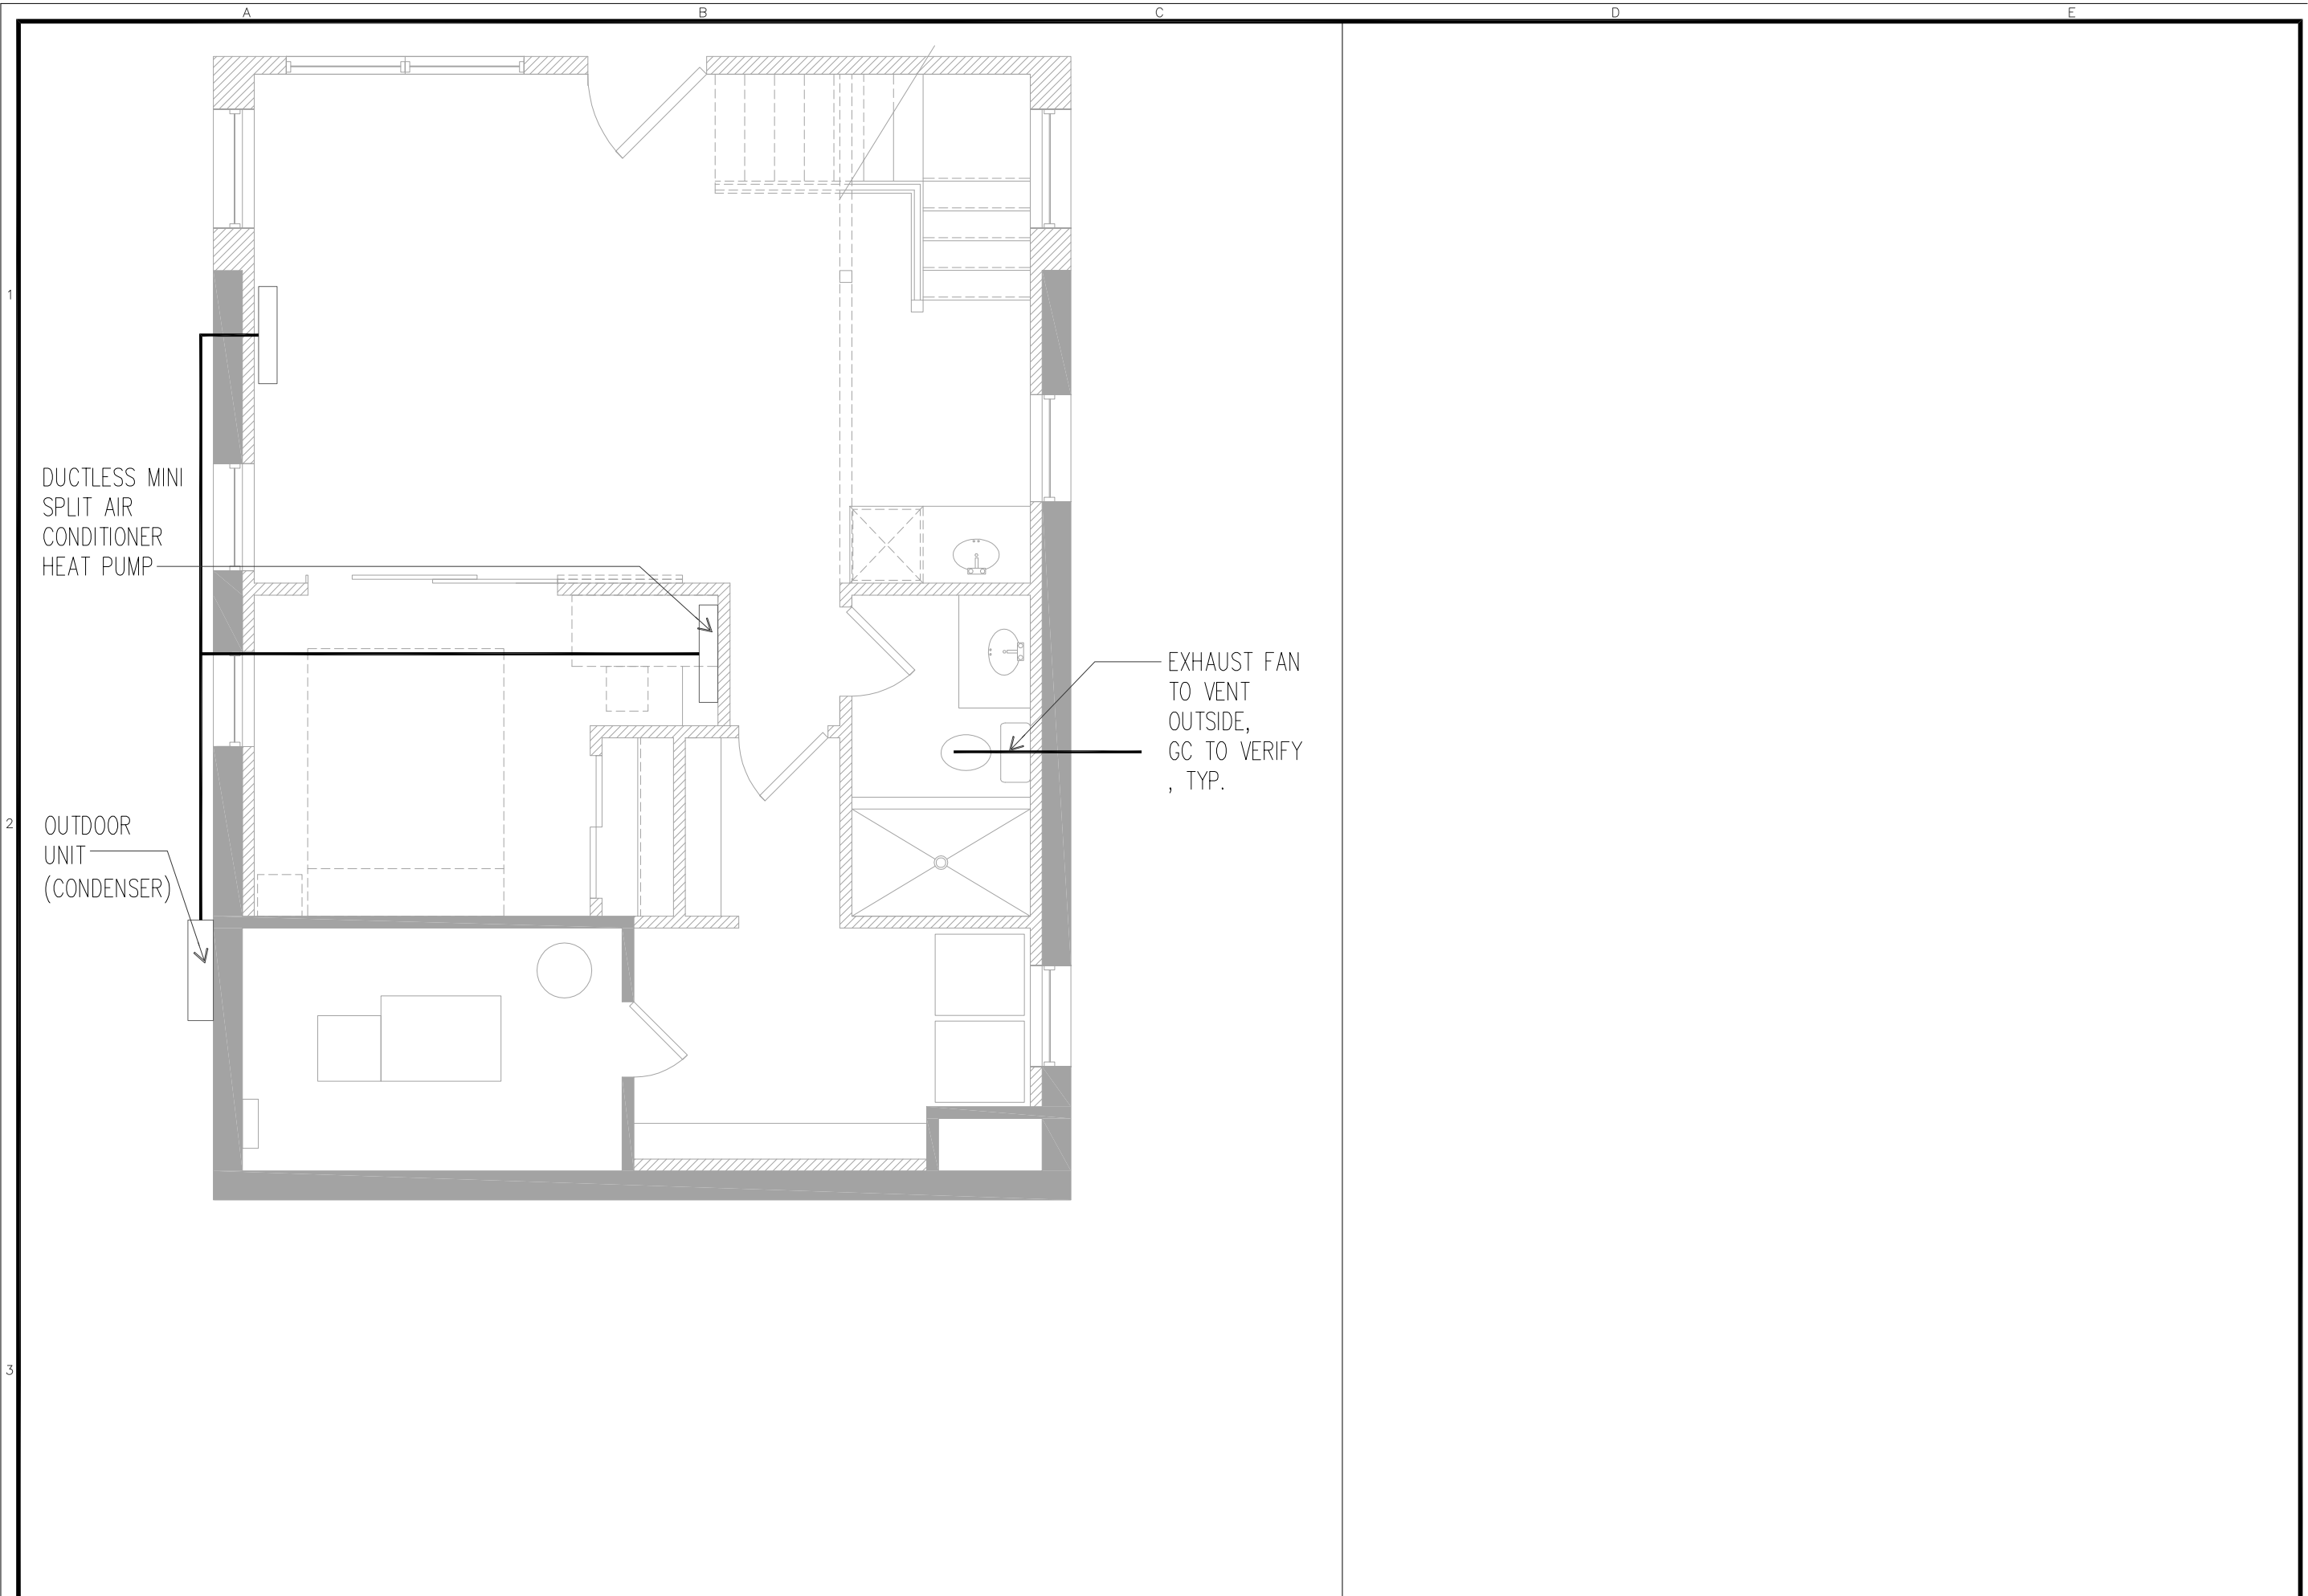 A B C D E
1
DUCTLESS MINI
SPLIT AIR
CONDITIONER
HEAT PUMP
EXHAUST FAN
TO VENT
OUTSIDE,
GC TO VERIFY
, TYP.
2
OUTDOOR
UNIT
(CONDENSER)
3